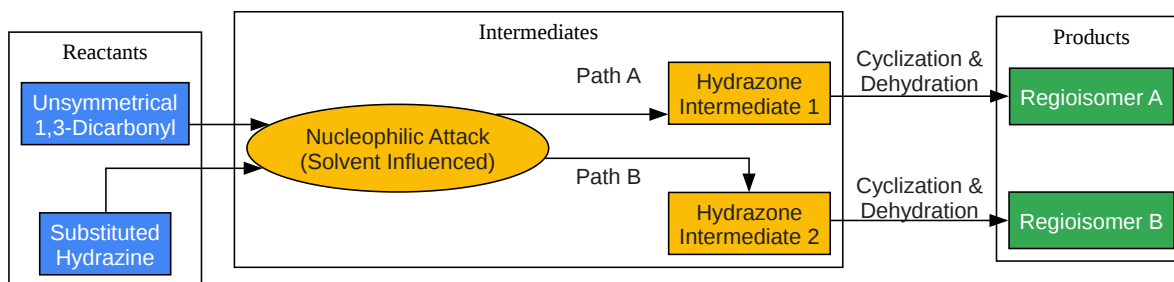 Reactants
Unsymmetrical
1,3-Dicarbonyl
Substituted
Hydrazine
Intermediates
Nucleophilic Attack
(Solvent Influenced)
Path A
Path B
Hydrazone
Intermediate 1
Hydrazone
Intermediate 2
Cyclization &
Dehydration
Cyclization &
Dehydration
Products
Regioisomer A
Regioisomer B